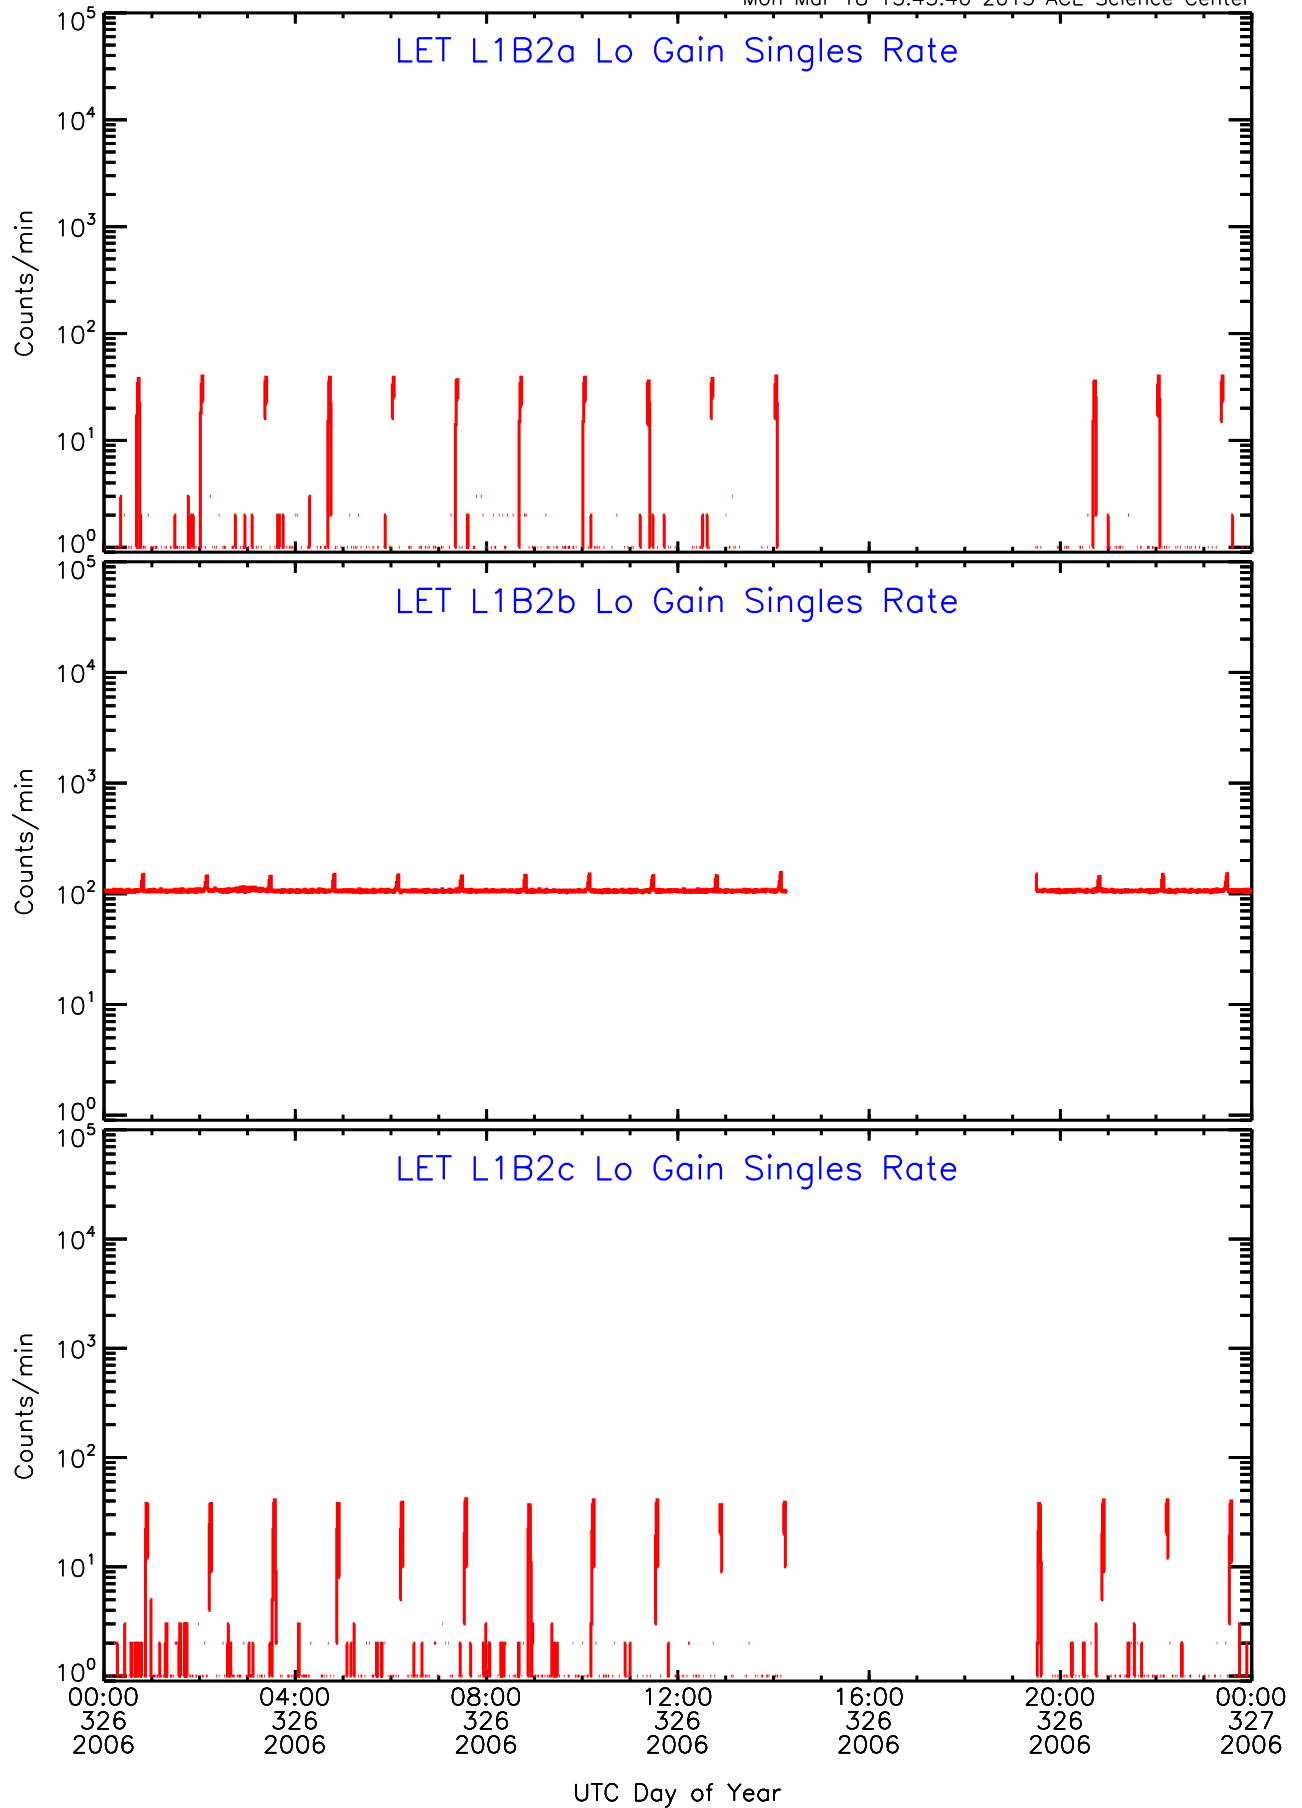 LET L1B2a Lo Gain Singles Rate
10^5
10^4
10^3
10^2
10^1
10^0
Counts/min
LET L1B2b Lo Gain Singles Rate
10^5
10^4
10^3
10^2
10^1
10^0
Counts/min
LET L1B2c Lo Gain Singles Rate
10^5
10^4
10^3
10^2
10^1
10^0
Counts/min
00:00 04:00 08:00 12:00 16:00 20:00 00:00
326 326 326 326 326 326 327
2006 2006 2006 2006 2006 2006 2006
UTC Day of Year